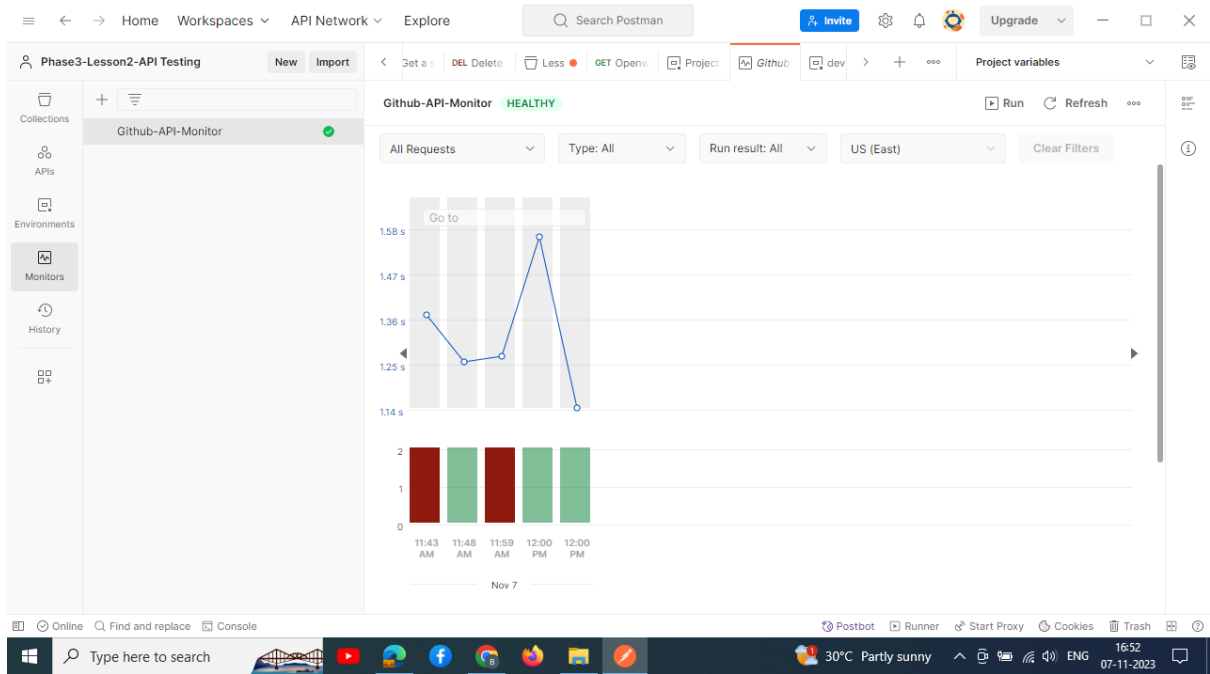 Home Workspaces API Network Explore Search Postman Invite Upgrade
Phase3-Lesson2-API Testing New Import Get a s DEL Delete Less GET Openw Project Github dev Project variables
Collections
APIs
Environments
Monitors
History
Github-API-Monitor
Github-API-Monitor HEALTHY Run Refresh
All Requests Type: All Run result: All US (East) Clear Filters
Go to
1.58 s
1.47 s
1.36 s
1.25 s
1.14 s
2
1
0
11:43 AM 11:48 AM 11:59 AM 12:00 PM 12:00 PM
Nov 7
Online Find and replace Console Postbot Runner Start Proxy Cookies Trash
Type here to search 30°C Partly sunny ENG 16:52
07-11-2023